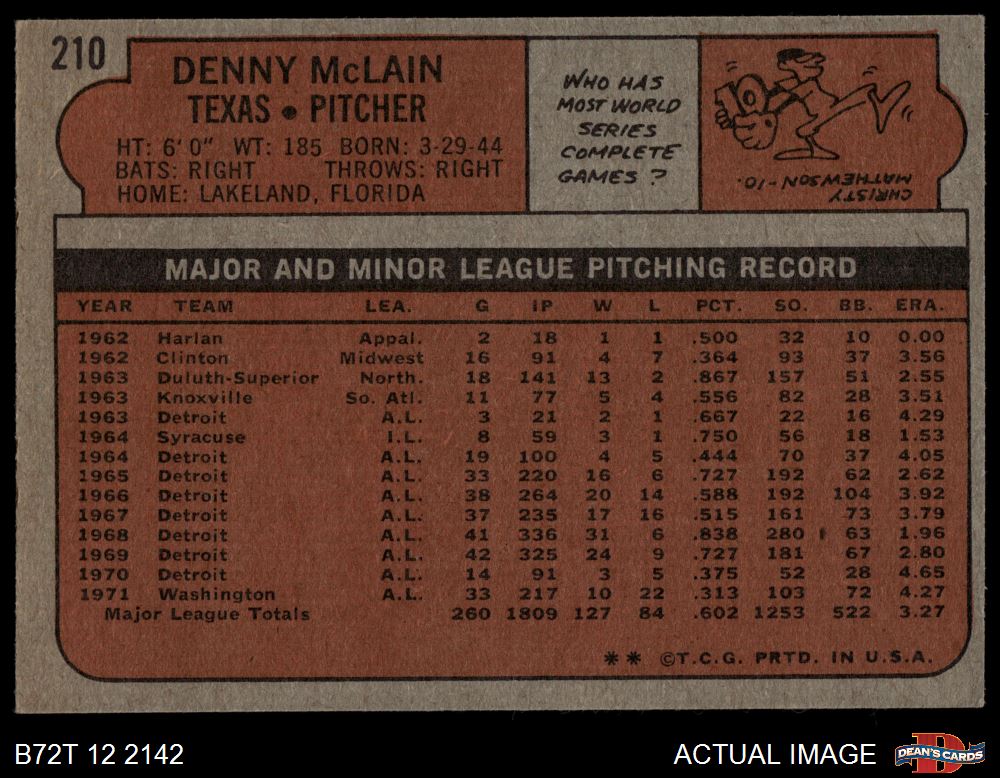 210
DENNY McLAIN
TEXAS • PITCHER
HT: 6'0" WT: 185 BORN: 3-29-44
BATS: RIGHT THROWS: RIGHT
HOME: LAKELAND, FLORIDA
WHO HAS
MOST WORLD
SERIES
COMPLETE
GAMES?
10
CHRISTY
MATHEWSON-10.
MAJOR AND MINOR LEAGUE PITCHING RECORD
YEAR TEAM LEA. G IP W L PCT. SO. BB. ERA.
1962 Harlan Appal. 2 18 1 1 .500 32 10 0.00
1962 Clinton Midwest 16 91 4 7 .364 93 37 3.56
1963 Duluth-Superior North. 18 141 13 2 .867 157 51 2.55
1963 Knoxville So. Atl. 11 77 5 4 .556 82 28 3.51
1963 Detroit A.L. 3 21 2 1 .667 22 16 4.29
1964 Syracuse I.L. 8 59 3 1 .750 56 18 1.53
1964 Detroit A.L. 19 100 4 5 .444 70 37 4.05
1965 Detroit A.L. 33 220 16 6 .727 192 62 2.62
1966 Detroit A.L. 38 264 20 14 .588 192 104 3.92
1967 Detroit A.L. 37 235 17 16 .515 161 73 3.79
1968 Detroit A.L. 41 336 31 6 .838 280 63 1.96
1969 Detroit A.L. 42 325 24 9 .727 181 67 2.80
1970 Detroit A.L. 14 91 3 5 .375 52 28 4.65
1971 Washington A.L. 33 217 10 22 .313 103 72 4.27
Major League Totals 260 1809 127 84 .602 1253 522 3.27
** ©T.C.G. PRTD. IN U.S.A.
B72T 12 2142
ACTUAL IMAGE
D
DEAN'S CARDS